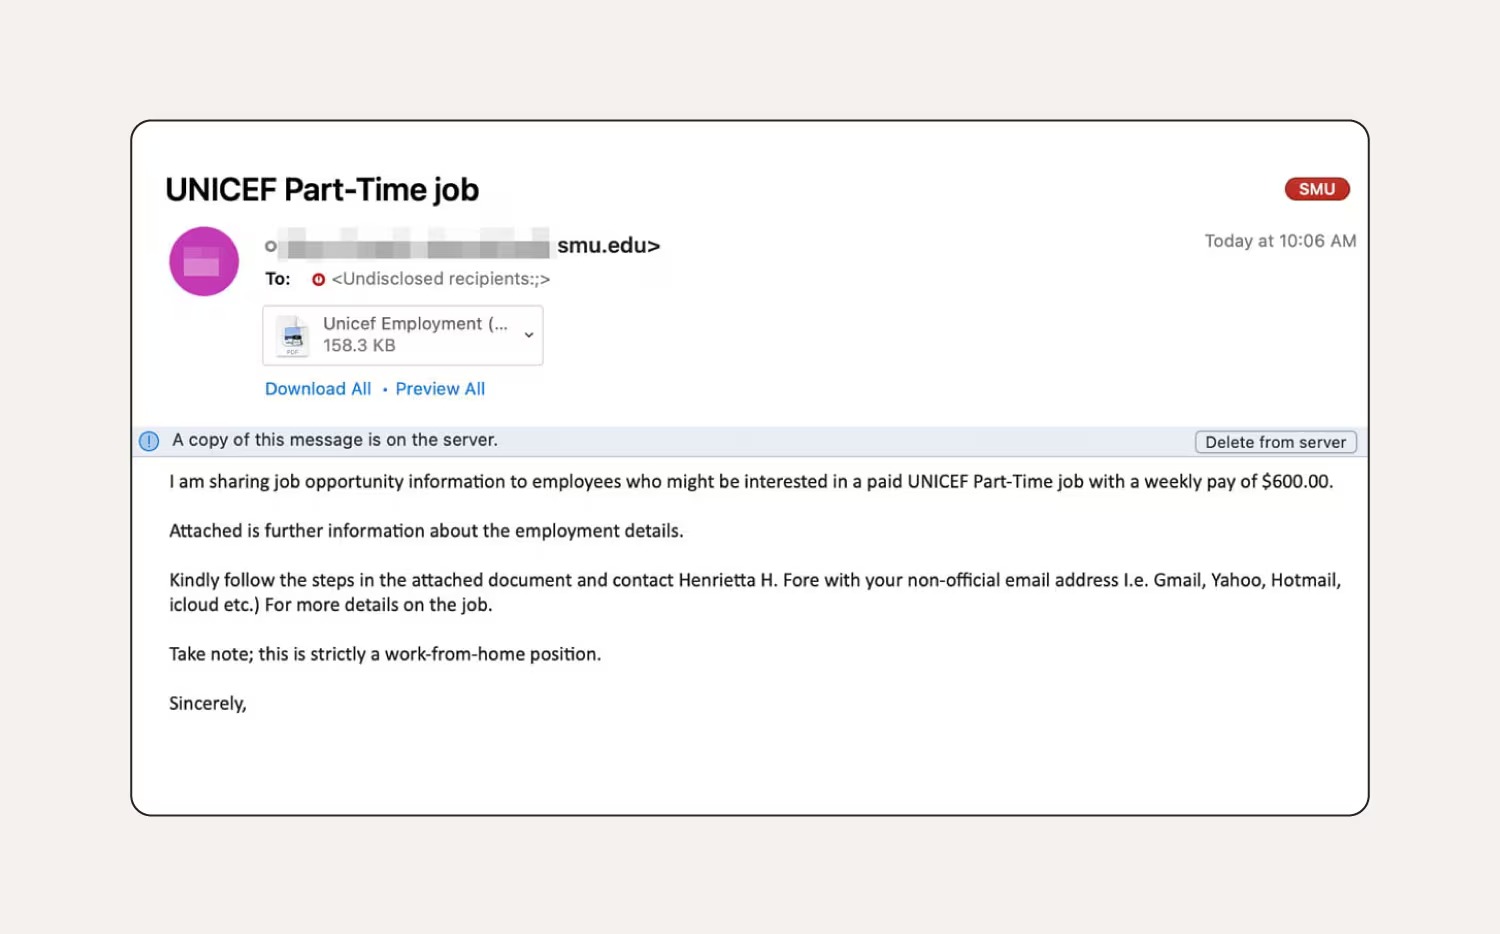 UNICEF Part-Time job
SMU
smu.edu>
Today at 10:06 AM
To: <Undisclosed recipients:;>
Unicef Employment (...
158.3 KB
PDF
Download All • Preview All
A copy of this message is on the server.
Delete from server
I am sharing job opportunity information to employees who might be interested in a paid UNICEF Part-Time job with a weekly pay of $600.00.
Attached is further information about the employment details.
Kindly follow the steps in the attached document and contact Henrietta H. Fore with your non-official email address I.e. Gmail, Yahoo, Hotmail,
icloud etc.) For more details on the job.
Take note; this is strictly a work-from-home position.
Sincerely,